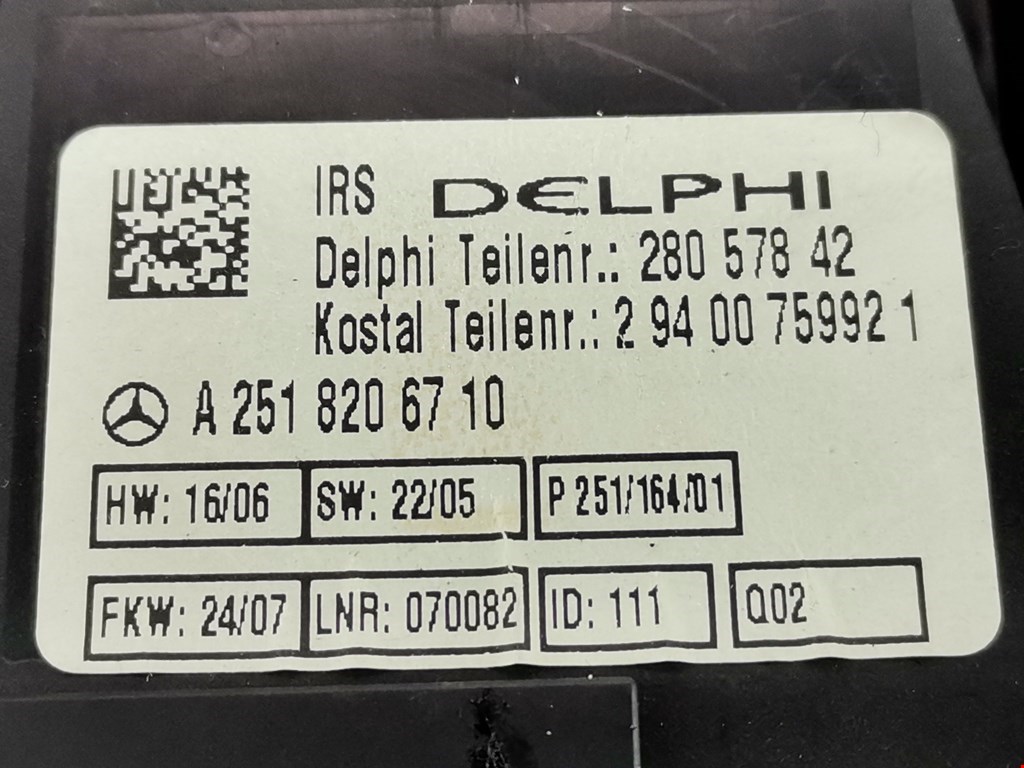 IRS DELPHI
Delphi Teilenr.: 280 578 42
Kostal Teilenr.: 2 94 00 75992 1
A 251 820 67 10
HW: 16/06 SW: 22/05 P 251/164/01
FKW: 24/07 LNR: 070082 ID: 111 Q02